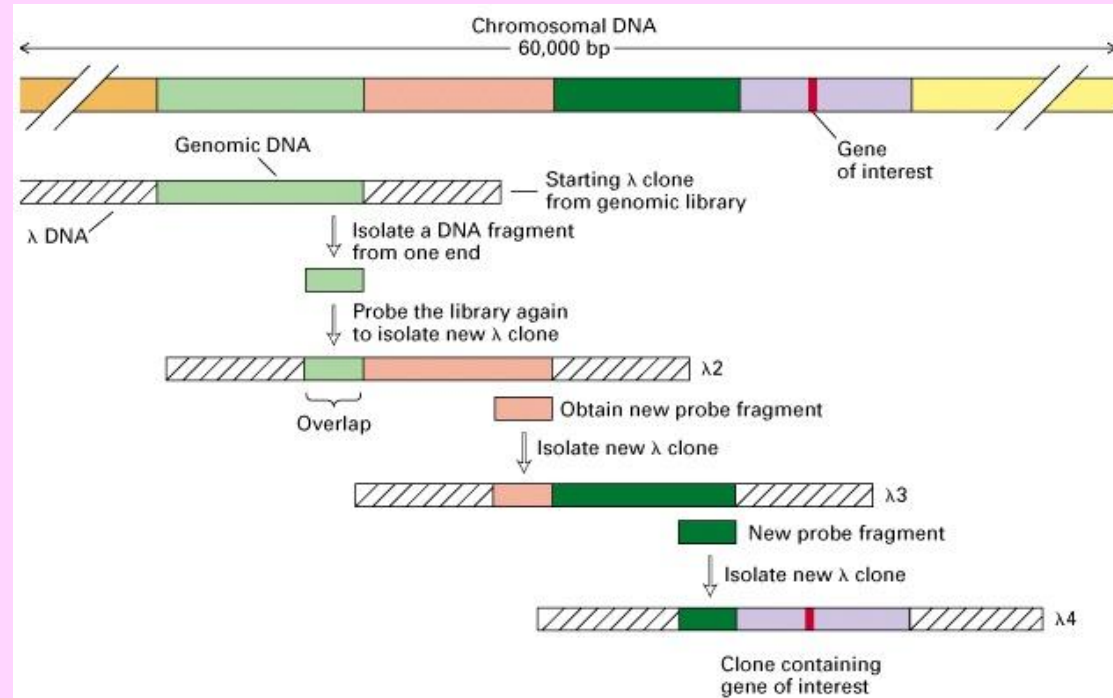 Chromosomal DNA
60,000 bp
Gene
of interest
Genomic DNA
Starting λ clone
from genomic library
λ DNA
Isolate a DNA fragment
from one end
Probe the library again
to isolate new λ clone
λ2
Overlap
Obtain new probe fragment
Isolate new λ clone
λ3
New probe fragment
Isolate new λ clone
λ4
Clone containing
gene of interest